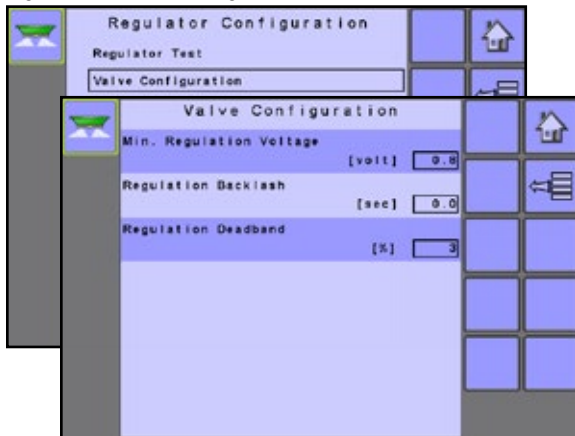 Regulator Configuration
Regulator Test
Valve Configuration
Valve Configuration
Min. Regulation Voltage
[volt] 0.8
Regulation Backlash
[sec] 0.0
Regulation Deadband
[%] 3